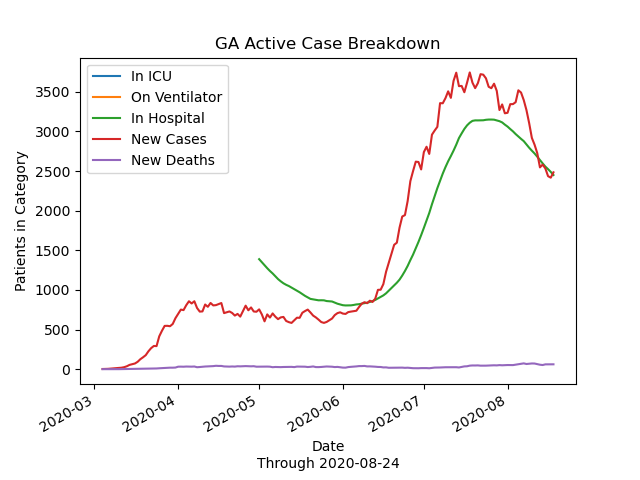 GA Active Case Breakdown
In ICU
On Ventilator
In Hospital
New Cases
New Deaths
Patients in Category
3500
3000
2500
2000
1500
1000
500
0
2020-03
2020-04
2020-05
2020-06
2020-07
2020-08
Date
Through 2020-08-24